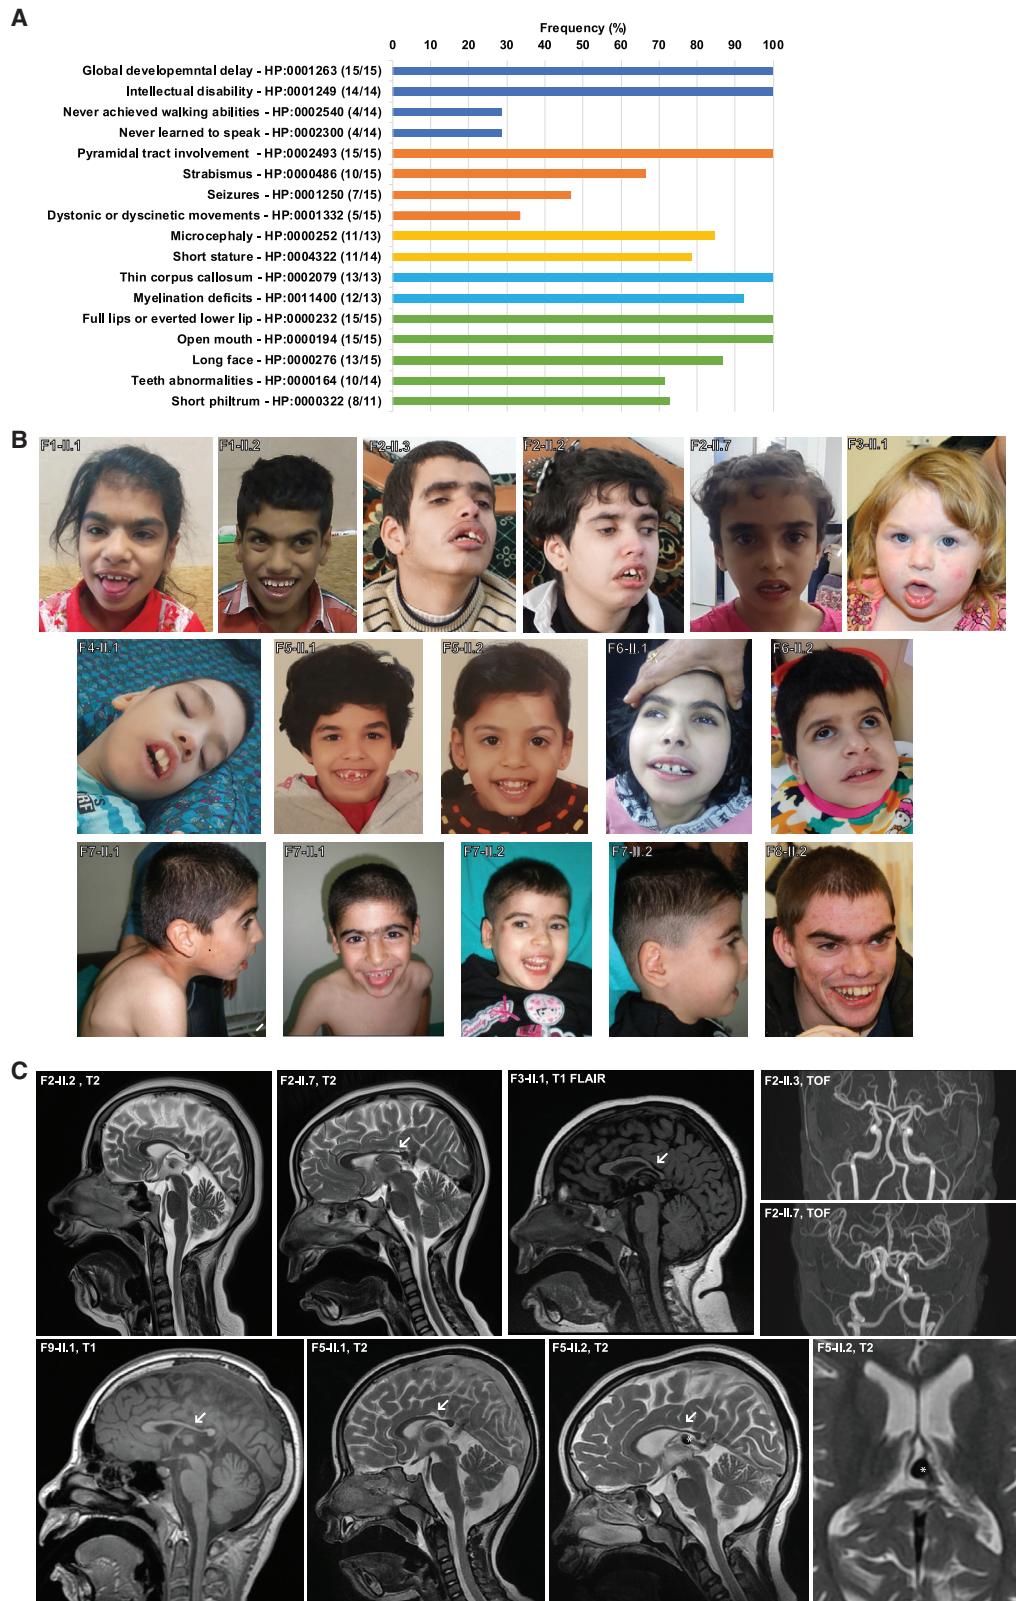 A
Frequency (%)
0 10 20 30 40 50 60 70 80 90 100
Global developemntal delay - HP:0001263 (15/15)
Intellectual disability - HP:0001249 (14/14)
Never achieved walking abilities - HP:0002540 (4/14)
Never learned to speak - HP:0002300 (4/14)
Pyramidal tract involvement - HP:0002493 (15/15)
Strabismus - HP:0000486 (10/15)
Seizures - HP:0001250 (7/15)
Dystonic or dyscinetic movements - HP:0001332 (5/15)
Microcephaly - HP:0000252 (11/13)
Short stature - HP:0004322 (11/14)
Thin corpus callosum - HP:0002079 (13/13)
Myelination deficits - HP:0011400 (12/13)
Full lips or everted lower lip - HP:0000232 (15/15)
Open mouth - HP:0000194 (15/15)
Long face - HP:0000276 (13/15)
Teeth abnormalities - HP:0000164 (10/14)
Short philtrum - HP:0000322 (8/11)
B
F1-II.1 F1-II.2 F2-II.3 F2-II.2 F2-II.7 F3-II.1
F4-II.1 F5-II.1 F5-II.2 F6-II.1 F6-II.2
F7-II.1 F7-II.1 F7-II.2 F7-II.2 F8-II.2
C
F2-II.2 , T2 F2-II.7, T2 F3-II.1, T1 FLAIR F2-II.3, TOF
F2-II.7, TOF
F9-II.1, T1 F5-II.1, T2 F5-II.2, T2 F5-II.2, T2
* *